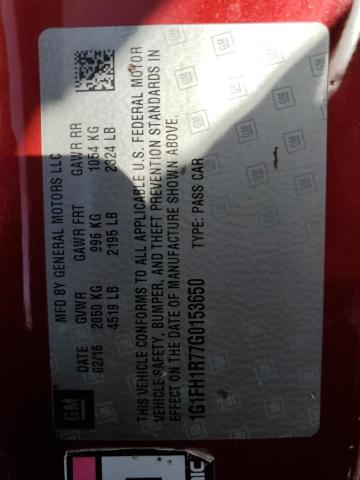 GM
MFD BY GENERAL MOTORS LLC
DATE GVWR GAWR FRT GAWR RR
02/16 2050 KG 996 KG 1054 KG
4519 LB 2195 LB 2324 LB
THIS VEHICLE CONFORMS TO ALL APPLICABLE U.S. FEDERAL MOTOR
VEHICLE SAFETY, BUMPER, AND THEFT PREVENTION STANDARDS IN
EFFECT ON THE DATE OF MANUFACTURE SHOWN ABOVE.
1G1FH1R77G0153650 TYPE: PASS CAR